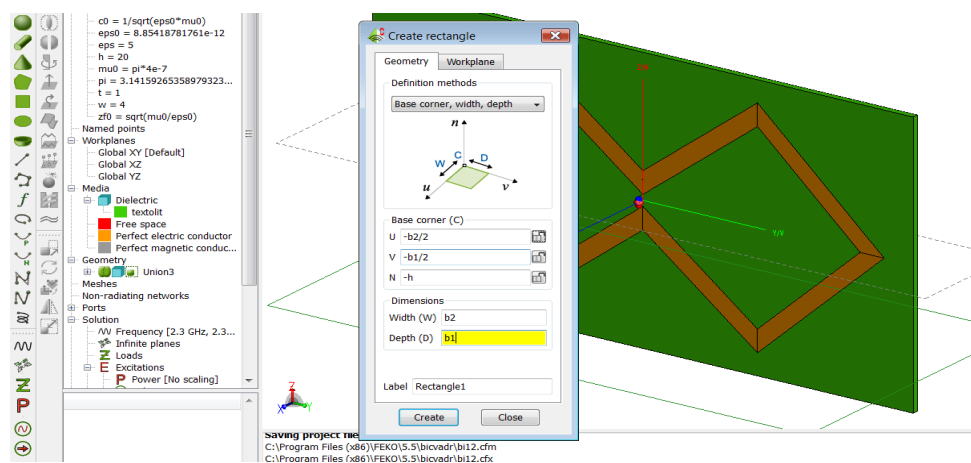 c0 = 1/sqrt(eps0*mu0)
eps0 = 8.85418781761e-12
eps = 5
h = 20
mu0 = pi*4e-7
pi = 3.14159265358979323...
t = 1
w = 4
zf0 = sqrt(mu0/eps0)
Named points
Workplanes
Global XY [Default]
Global XZ
Global YZ
Media
Dielectric
textolit
Free space
Perfect electric conductor
Perfect magnetic conduc...
Geometry
Union3
Meshes
Non-radiating networks
Ports
Solution
Frequency [2.3 GHz, 2.3...
Infinite planes
Loads
Excitations
Power [No scaling]
Create rectangle
Geometry Workplane
Definition methods
Base corner, width, depth
n
C
W D
u v
Base corner (C)
U -b2/2
V -b1/2
N -h
Dimensions
Width (W) b2
Depth (D) b1
Label Rectangle1
Create Close
Y/V
Z
X Y
Saving project file
C:\Program Files (x86)\FEKO\5.5\bicvadr\bi12.cfm
C:\Program Files (x86)\FEKO\5.5\bicvadr\bi12.cfx